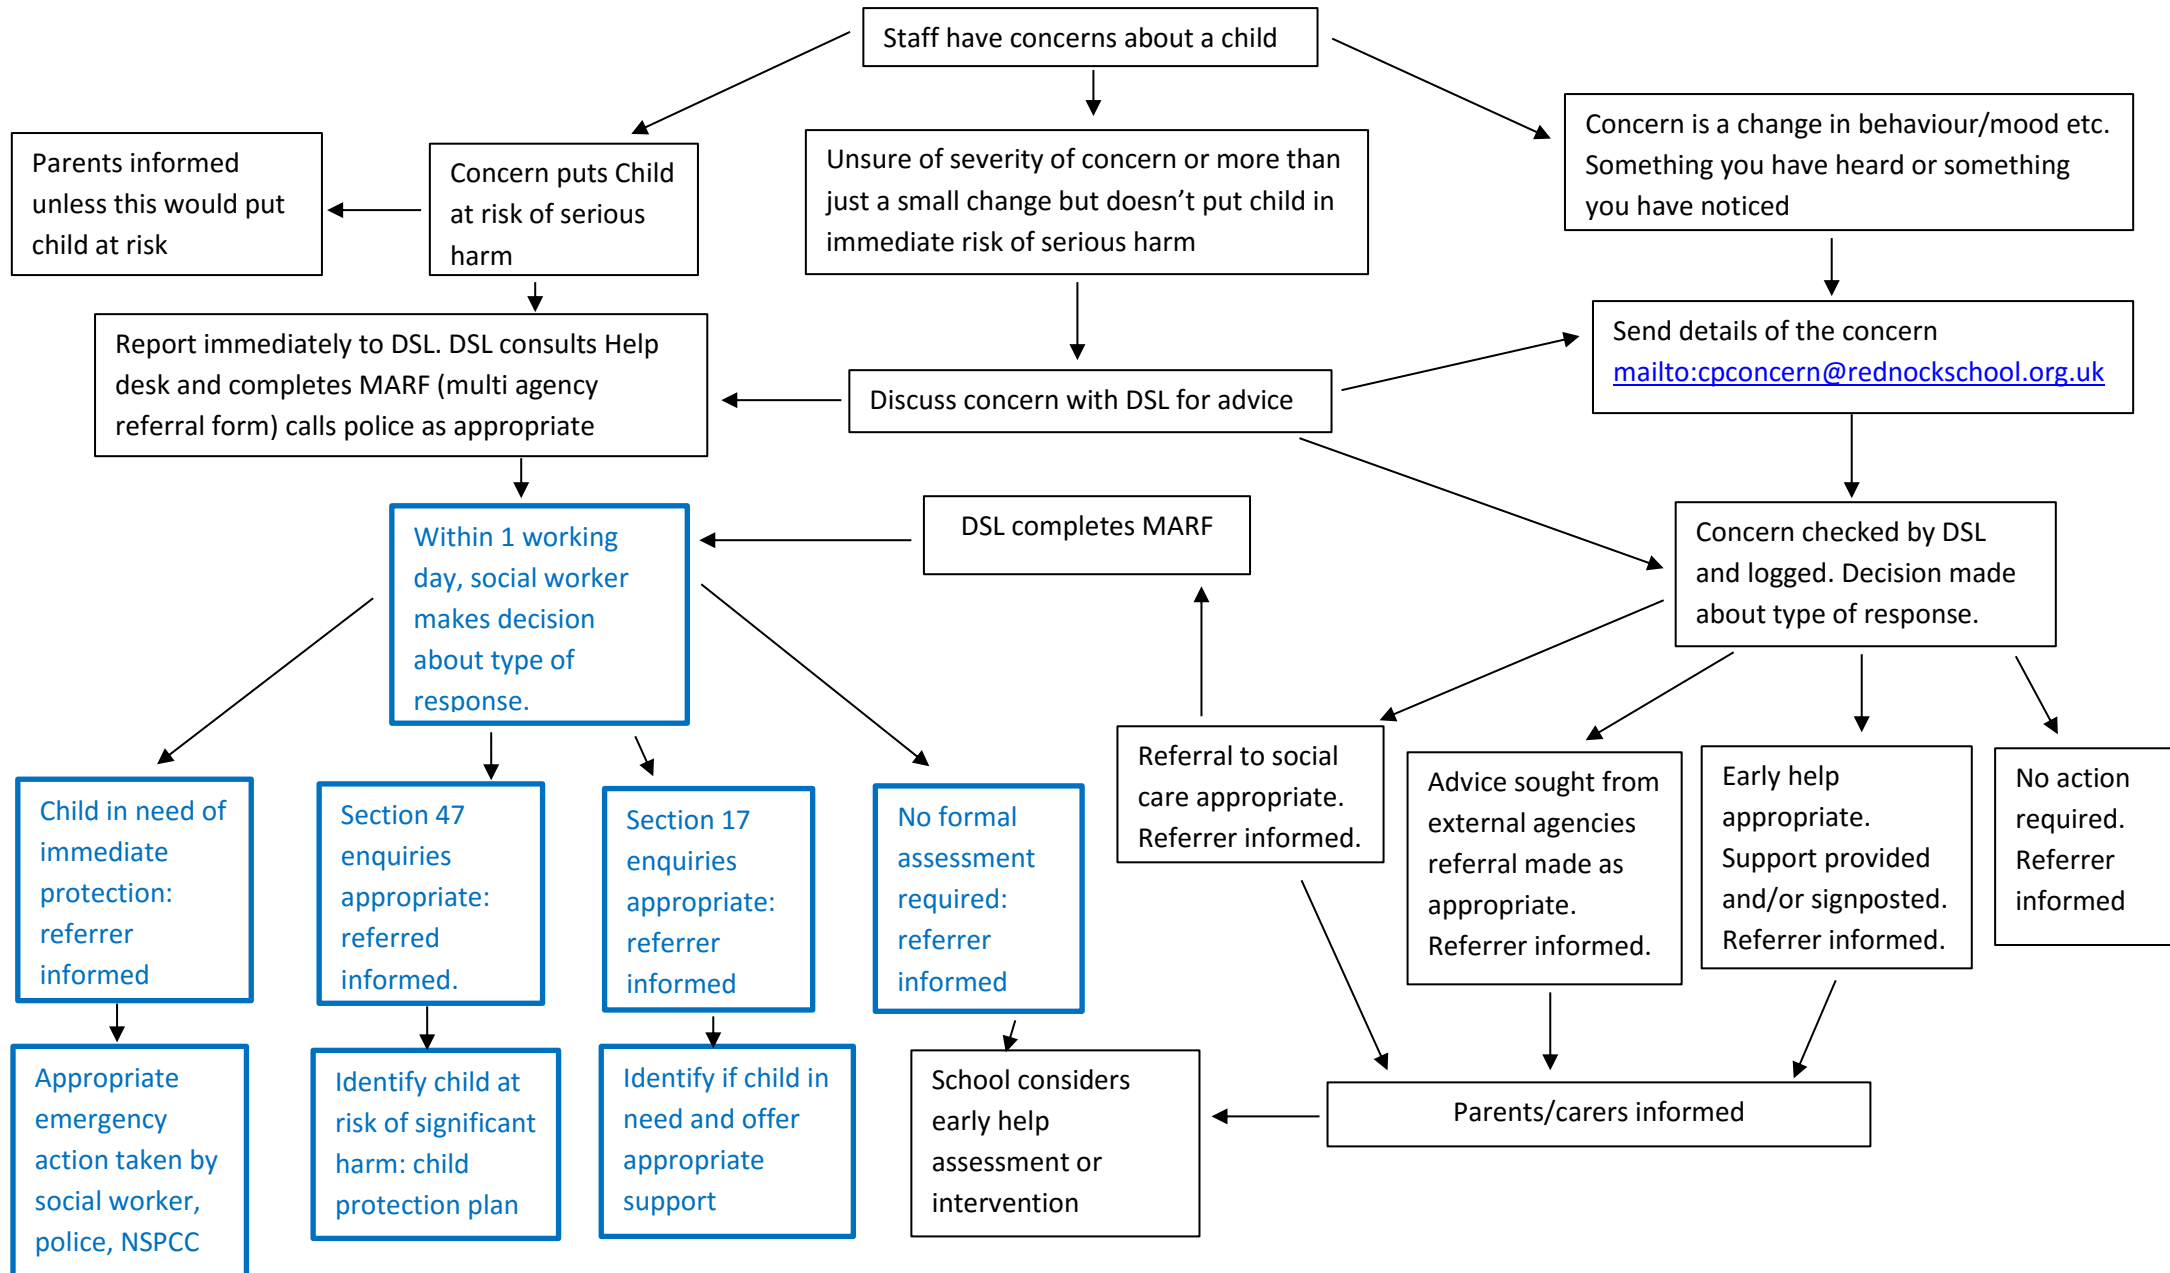 Staff have concerns about a child
Parents informed
unless this would put
child at risk
Concern puts Child
at risk of serious
harm
Unsure of severity of concern or more than
just a small change but doesn’t put child in
immediate risk of serious harm
Concern is a change in behaviour/mood etc.
Something you have heard or something
you have noticed
Report immediately to DSL. DSL consults Help
desk and completes MARF (multi agency
referral form) calls police as appropriate
Discuss concern with DSL for advice
Send details of the concern
mailto:cpconcern@rednockschool.org.uk
Within 1 working
day, social worker
makes decision
about type of
response.
DSL completes MARF
Concern checked by DSL
and logged. Decision made
about type of response.
Child in need of
immediate
protection:
referrer
informed
Section 47
enquiries
appropriate:
referred
informed.
Section 17
enquiries
appropriate:
referrer
informed
No formal
assessment
required:
referrer
informed
Referral to social
care appropriate.
Referrer informed.
Advice sought from
external agencies
referral made as
appropriate.
Referrer informed.
Early help
appropriate.
Support provided
and/or signposted.
Referrer informed.
No action
required.
Referrer
informed
Appropriate
emergency
action taken by
social worker,
police, NSPCC
Identify child at
risk of significant
harm: child
protection plan
Identify if child in
need and offer
appropriate
support
School considers
early help
assessment or
intervention
Parents/carers informed